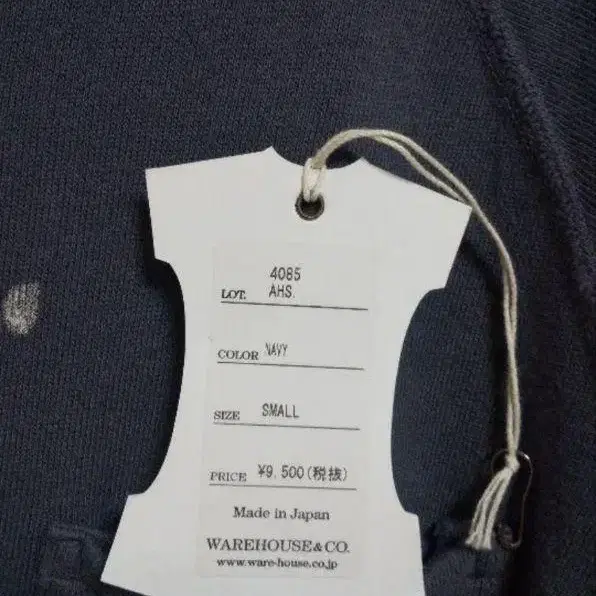 4085
LOT. AHS.
COLOR NAVY
SIZE SMALL
PRICE ¥9.500(税抜)
Made in Japan
WAREHOUSE&CO.
www.ware-house.co.jp